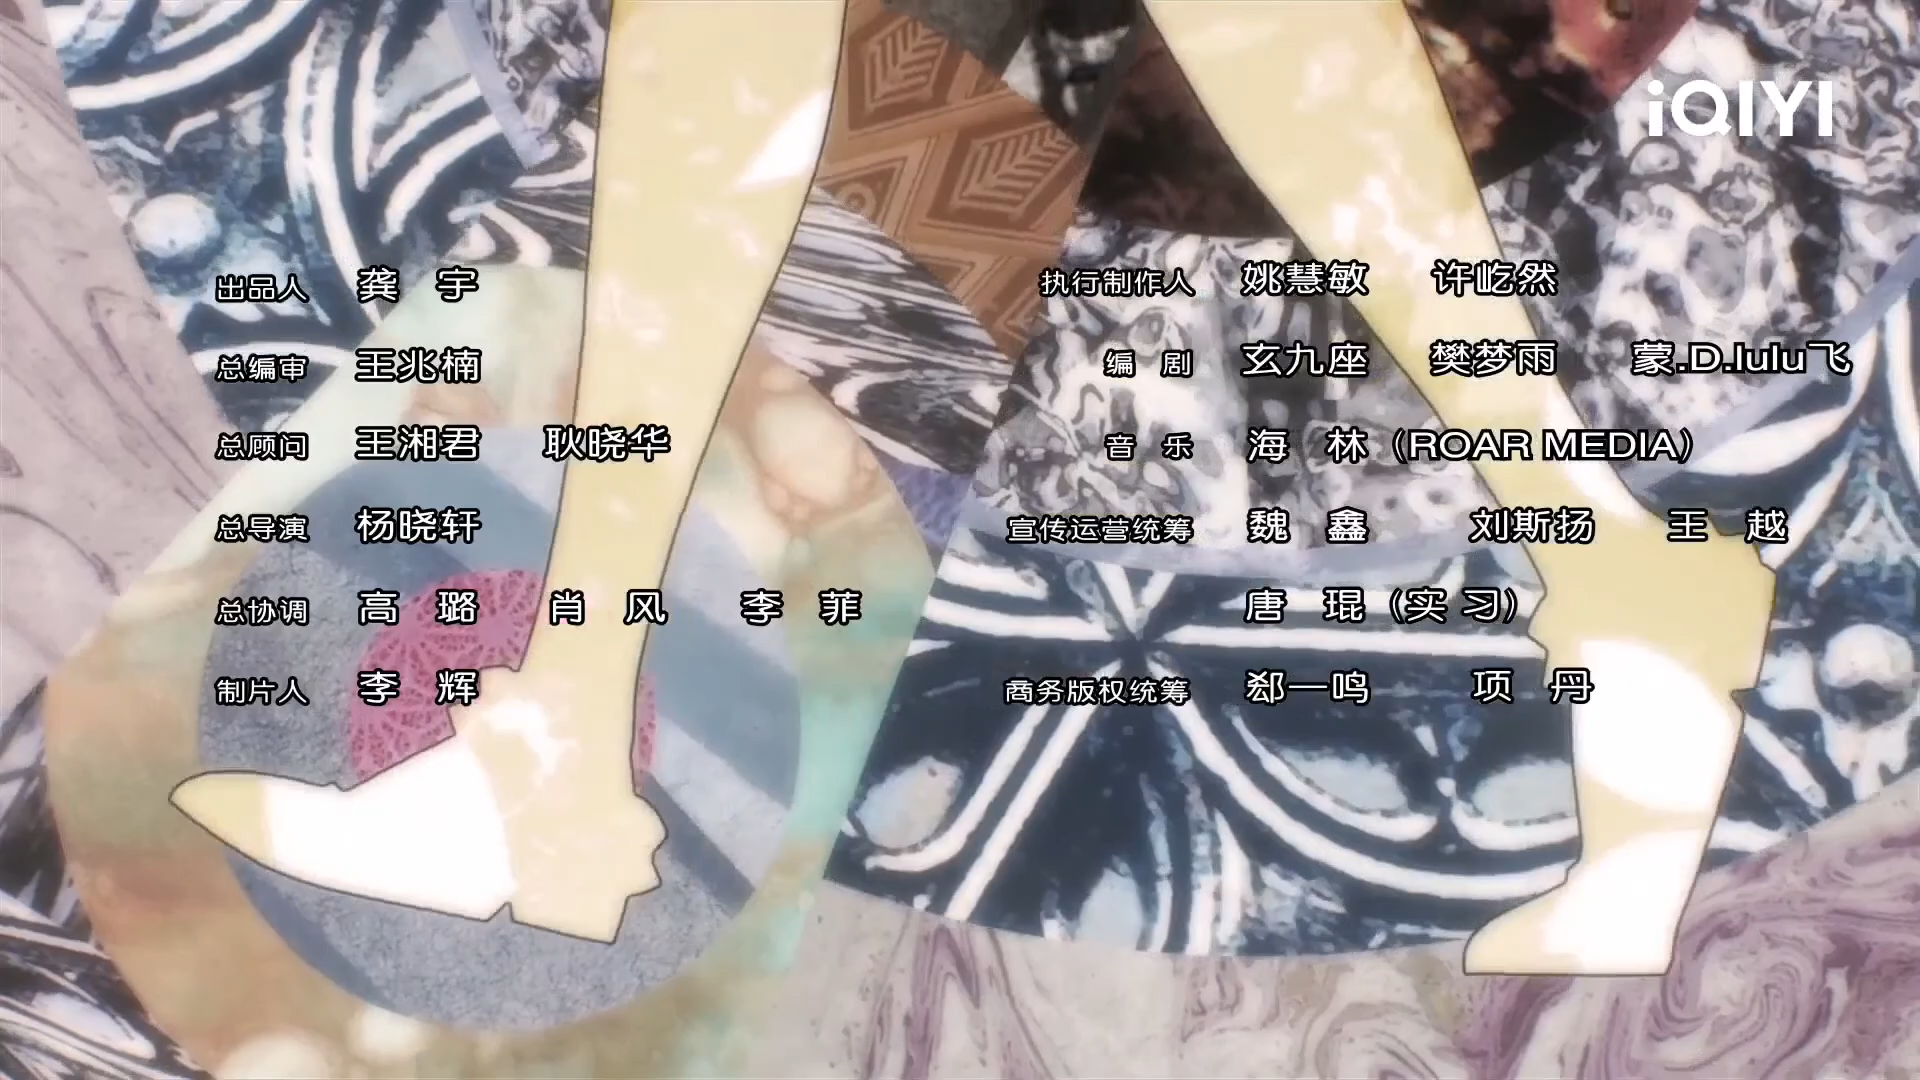 iQIYI
出品人 龚 宇
总编审 王兆楠
总顾问 王湘君 耿晓华
总导演 杨晓轩
总协调 高 璐 肖 风 李 菲
制片人 李 辉
执行制作人 姚慧敏 许屹然
编 剧 玄九座 樊梦雨 蒙.D.lulu飞
音 乐 海 林（ROAR MEDIA）
宣传运营统筹 魏 鑫 刘斯扬 王 越
唐 琨（实 习）
商务版权统筹 郄一鸣 项 丹